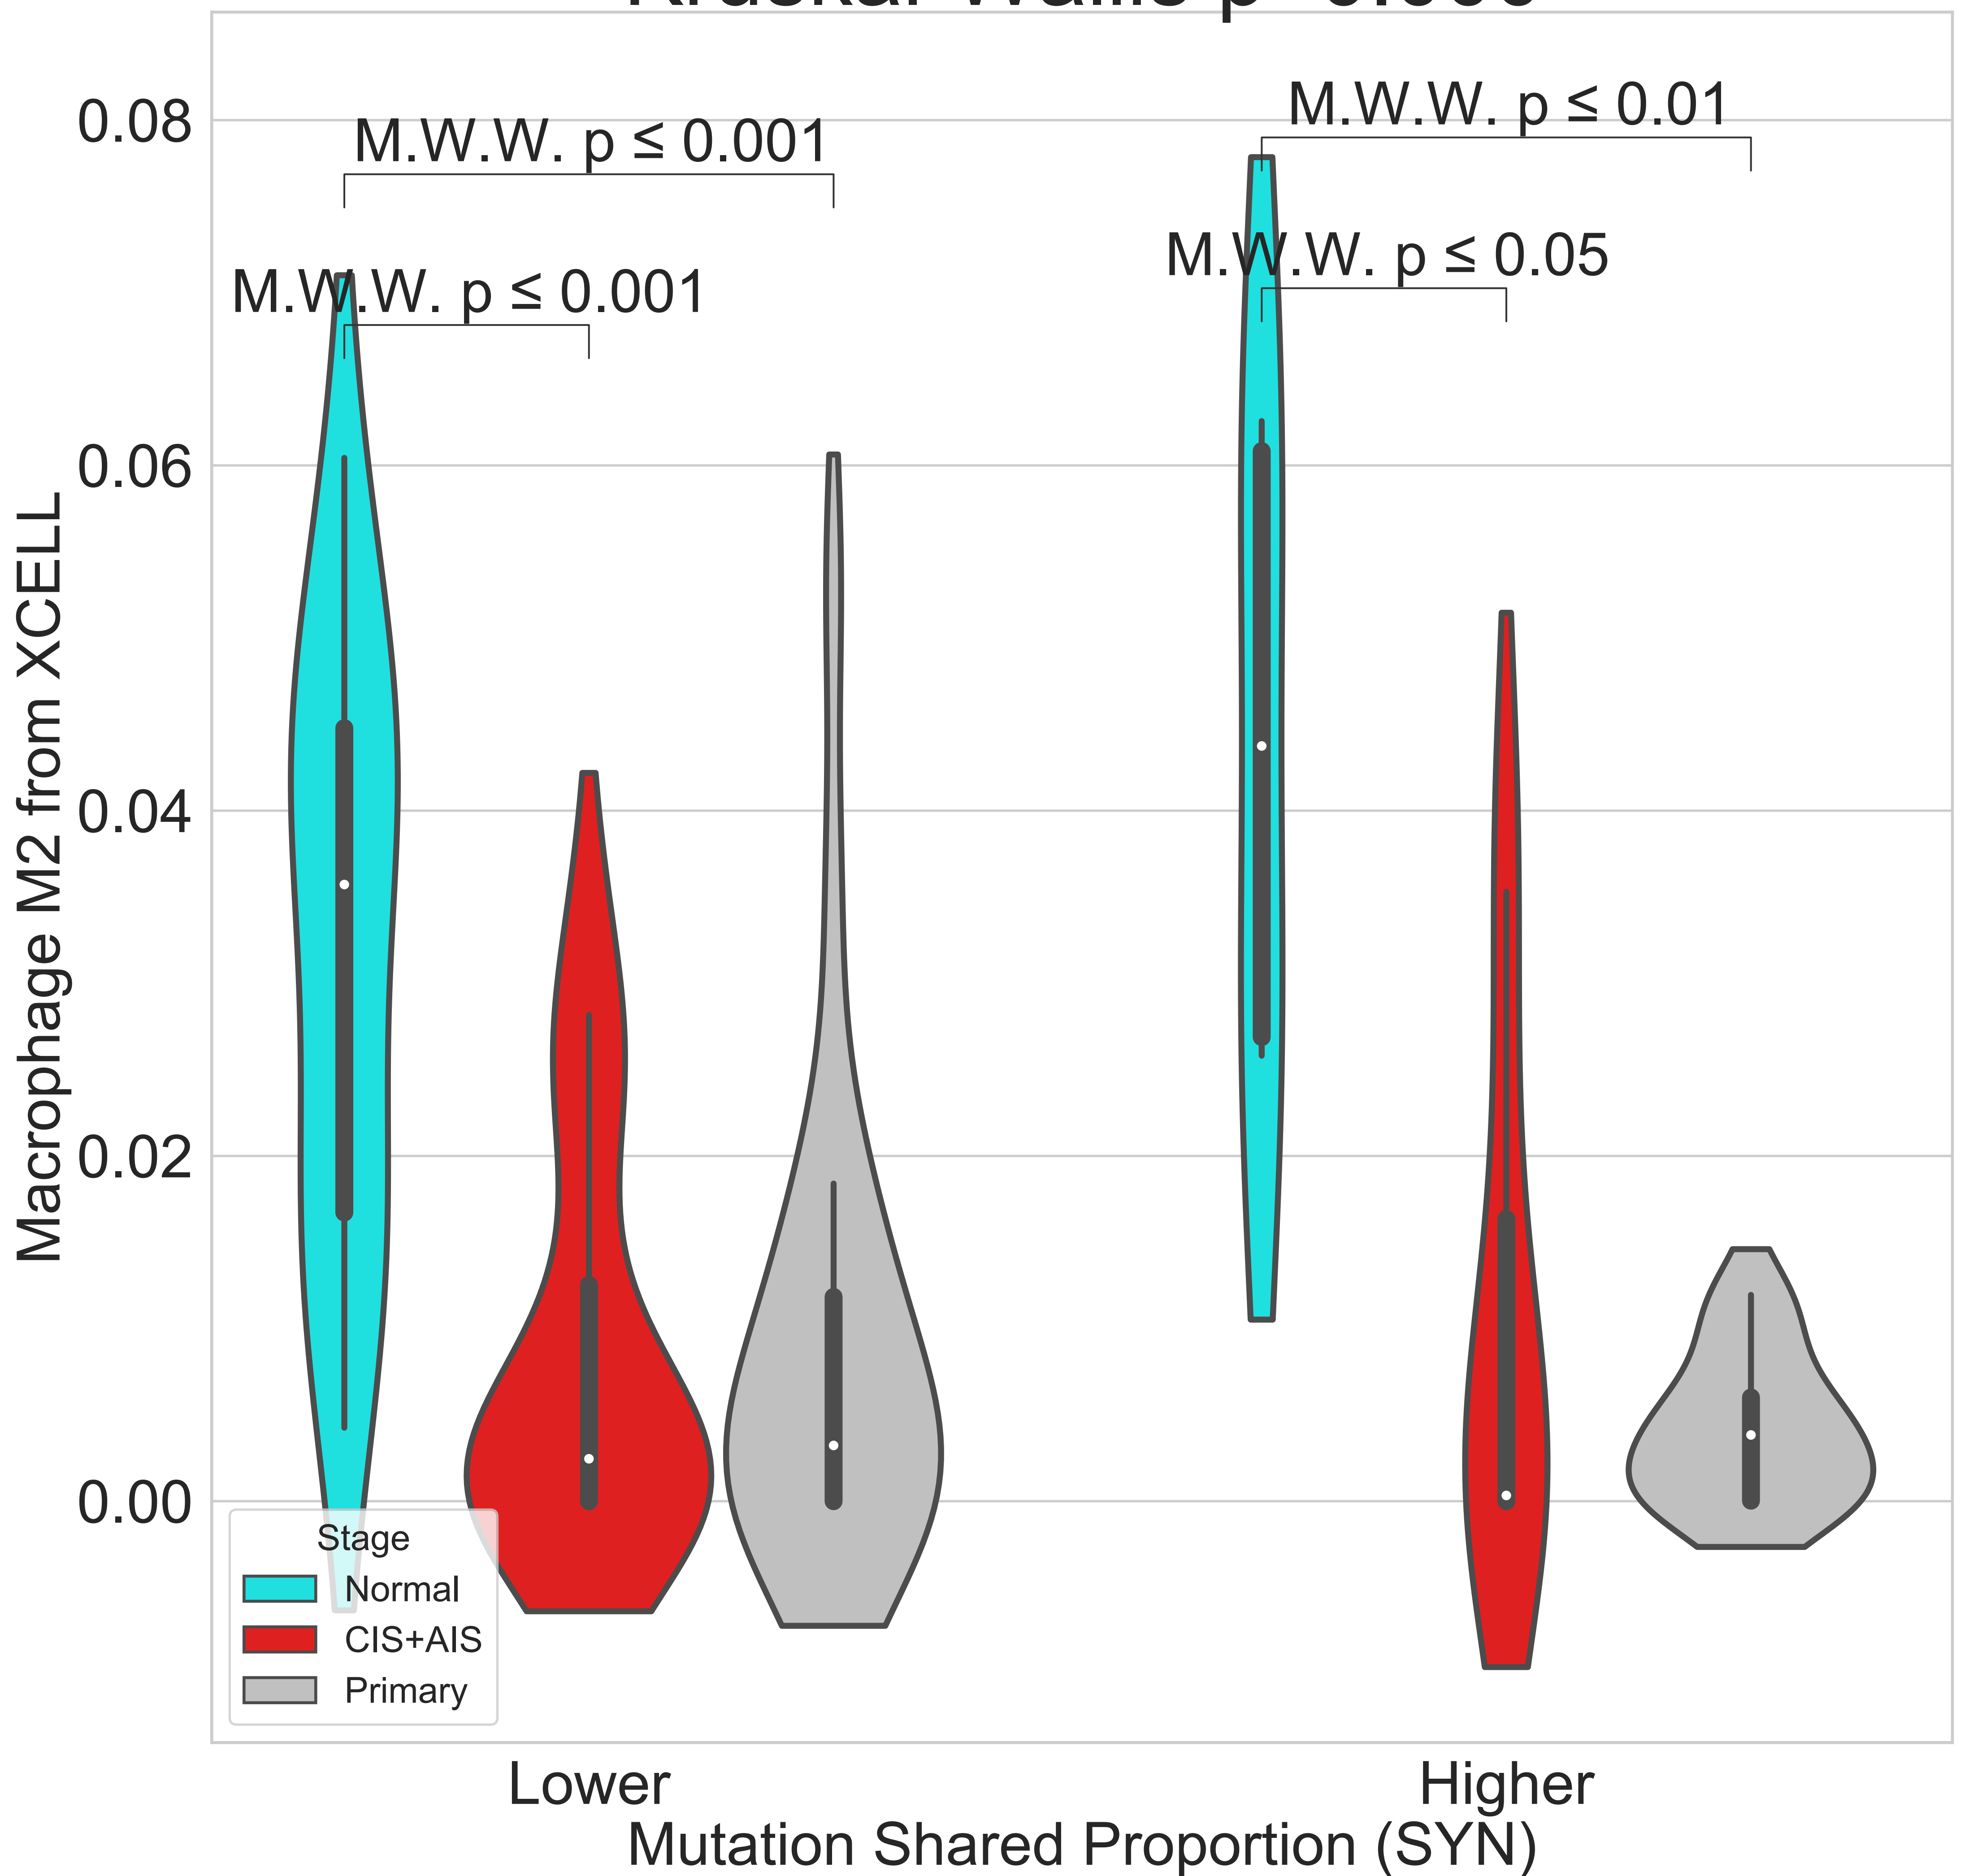 0.08
0.06
0.04
0.02
0.00
Macrophage M2 from XCELL
M.W.W. p ≤ 0.001
M.W.W. p ≤ 0.001
M.W.W. p ≤ 0.01
M.W.W. p ≤ 0.05
Stage
Normal
CIS+AIS
Primary
Lower
Higher
Mutation Shared Proportion (SYN)